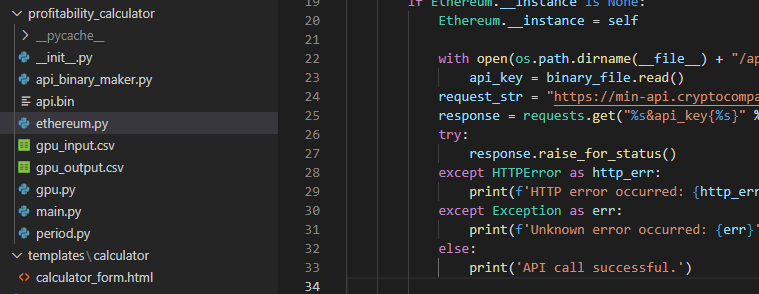 profitability_calculator
__pycache__
__init__.py
api_binary_maker.py
api.bin
ethereum.py
gpu_input.csv
gpu_output.csv
gpu.py
main.py
period.py
templates\calculator
calculator_form.html
19 if Ethereum.__instance is None:
20 Ethereum.__instance = self
21
22 with open(os.path.dirname(__file__) + "/ap
23 api_key = binary_file.read()
24 request_str = "https://min-api.cryptocompa
25 response = requests.get("%s&api_key{%s}" %
26 try:
27 response.raise_for_status()
28 except HTTPError as http_err:
29 print(f'HTTP error occurred: {http_err
30 except Exception as err:
31 print(f'Unknown error occurred: {err}'
32 else:
33 print('API call successful.')
34